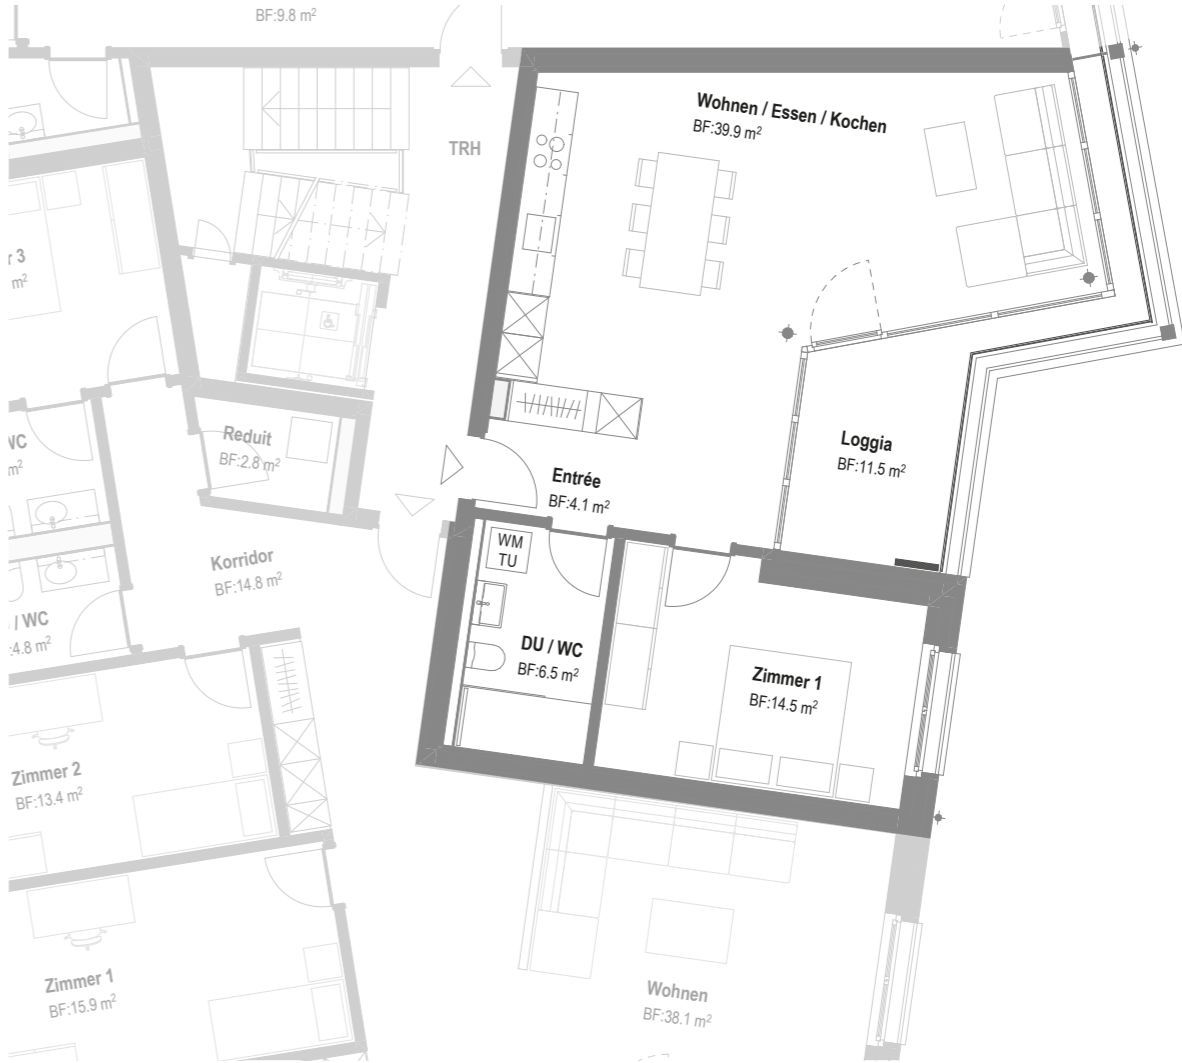 BF:9.8 m²
Wohnen / Essen / Kochen
BF:39.9 m²
TRH
r 3
m²
Reduit
BF:2.8 m²
WC
m²
Loggia
BF:11.5 m²
Entrée
BF:4.1 m²
WM
TU
Korridor
BF:14.8 m²
/ WC
:4.8 m²
DU / WC
BF:6.5 m²
Zimmer 1
BF:14.5 m²
Zimmer 2
BF:13.4 m²
Zimmer 1
BF:15.9 m²
Wohnen
BF:38.1 m²